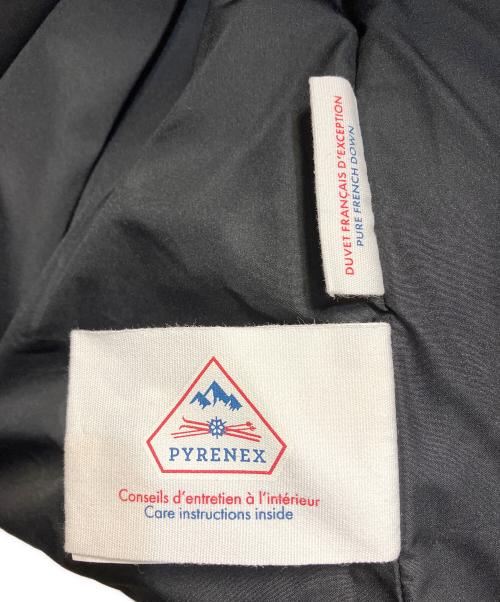 DUVET FRANÇAIS D'EXCEPTION
PURE FRENCH DOWN
PYRENEX
Conseils d'entretien à l'intérieur
Care instructions inside